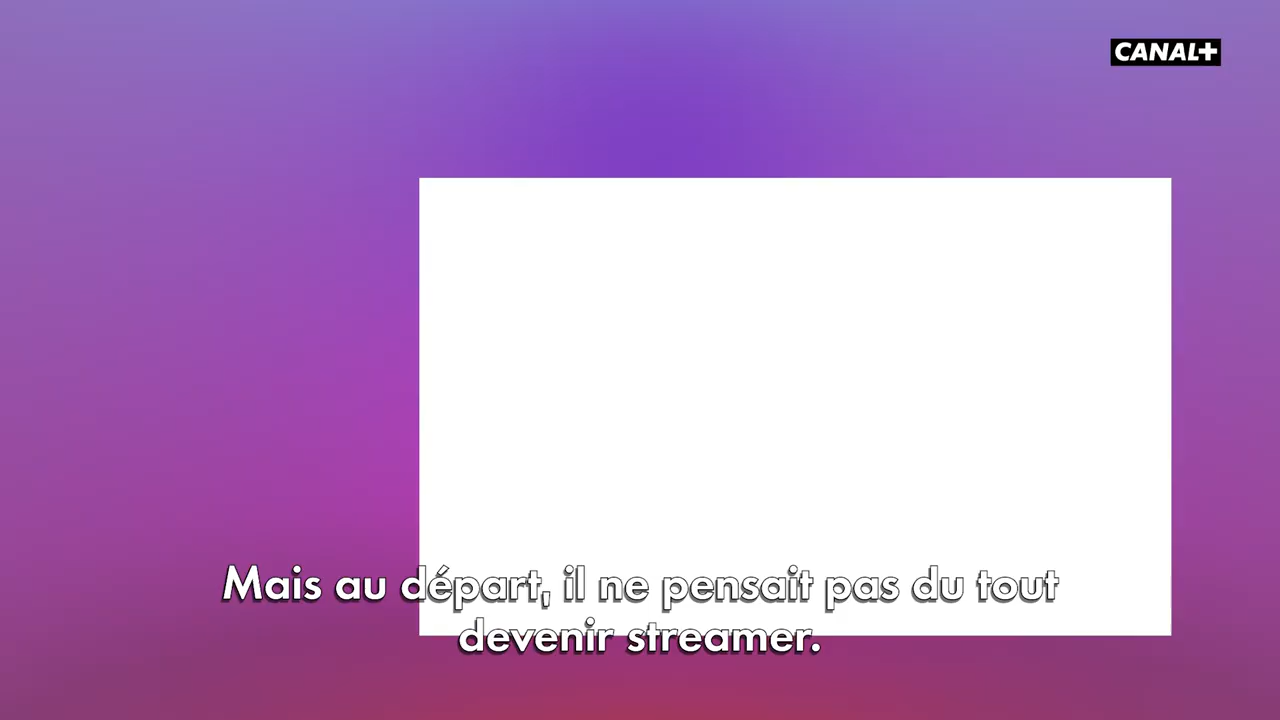 CANAL+
Mais au départ, il ne pensait pas du tout
devenir streamer.